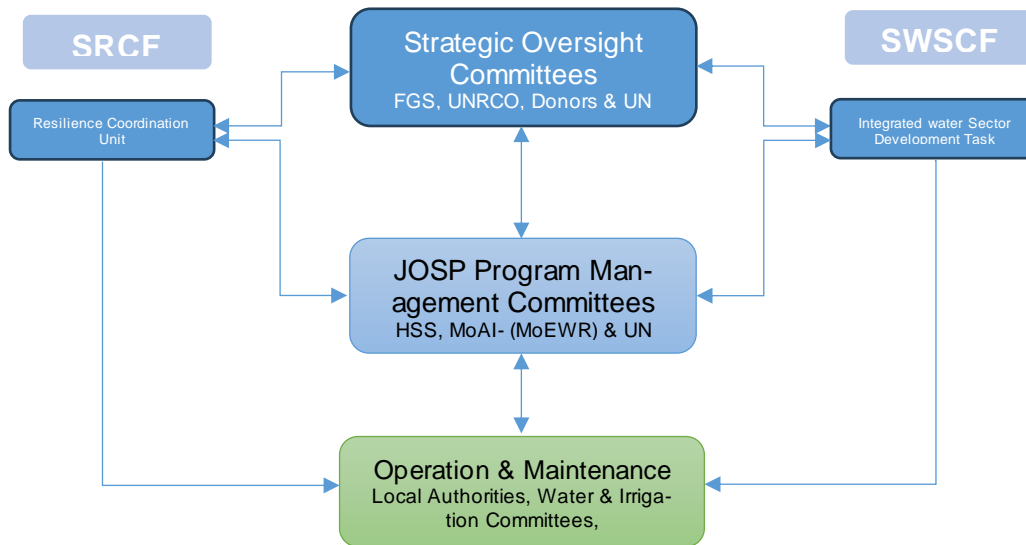 SRCF
SWSCF
Strategic Oversight
Committees
FGS, UNRCO, Donors & UN
Resilience Coordination
Unit
Integrated water Sector
Development Task
JOSP Program Man-
agement Committees
HSS, MoAI- (MoEWR) & UN
Operation & Maintenance
Local Authorities, Water & Irriga-
tion Committees,